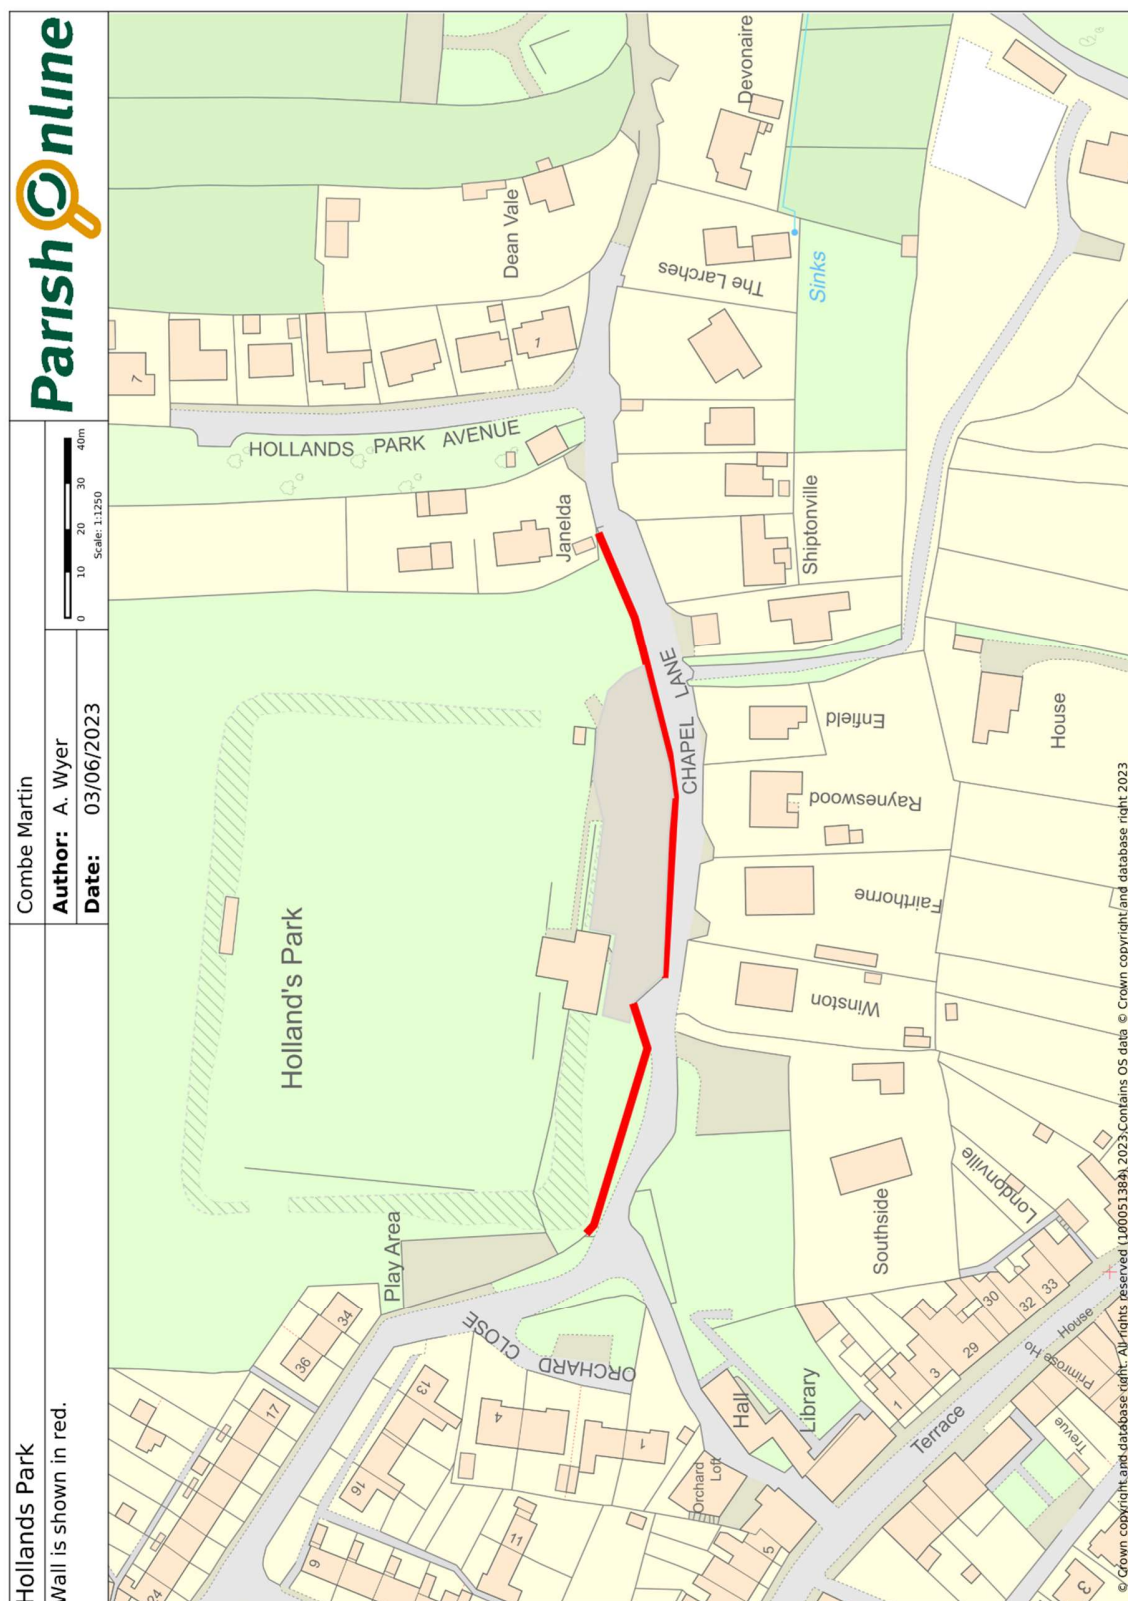 Hollands Park
Wall is shown in red.
Combe Martin
Author: A. Wyer
Date: 03/06/2023
0 10 20 30 40m
Scale: 1:1250
Parish Online
Devonaire
Dean Vale
The Larches
Sinks
7
1
HOLLANDS PARK AVENUE
Janelda
Shiptonville
CHAPEL LANE
Enfield
House
Rayneswood
Fairthorne
Holland's Park
Winston
Play Area
Southside
Londonville
34
36
17
ORCHARD CLOSE
13
4
1
16
11
9
24
Hall
Library
Orchard
Loft
5
1
3
29
30
32
33
Terrace
House
Primrose Ho
Trevue
3
© Crown copyright and database right. All rights reserved (100051384) 2023.Contains OS data © Crown copyright and database right 2023